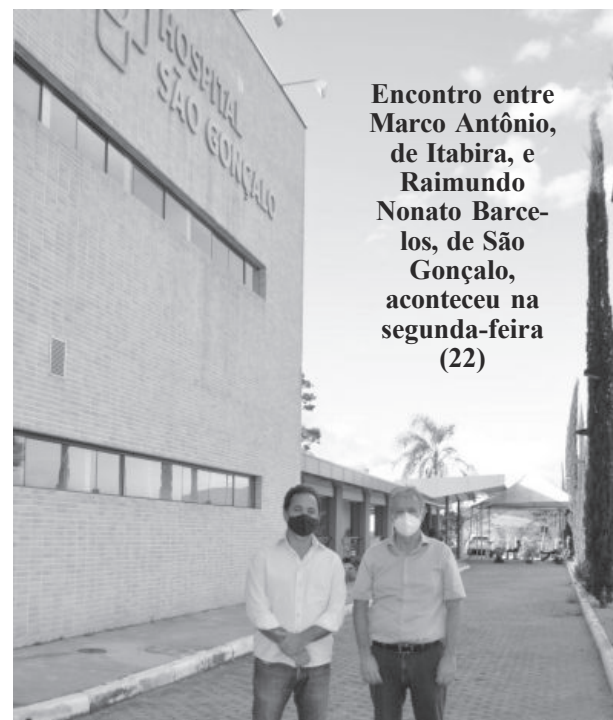 HOSPITAL
SÃO GONÇALO
Encontro entre
Marco Antônio,
de Itabira, e
Raimundo
Nonato Barce-
los, de São
Gonçalo,
aconteceu na
segunda-feira
(22)